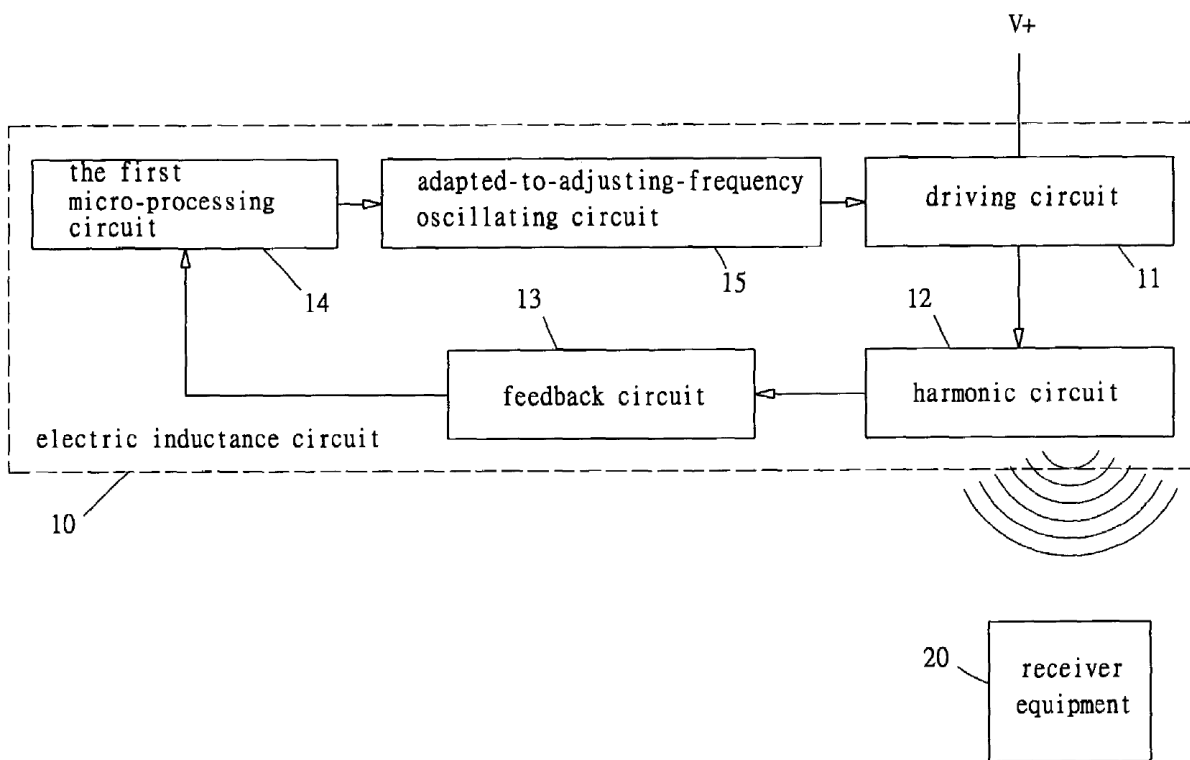 V+
the first
micro-processing
circuit
adapted-to-adjusting-frequency
oscillating circuit
driving circuit
14
15
11
13
12
feedback circuit
harmonic circuit
electric inductance circuit
10
20
receiver
equipment